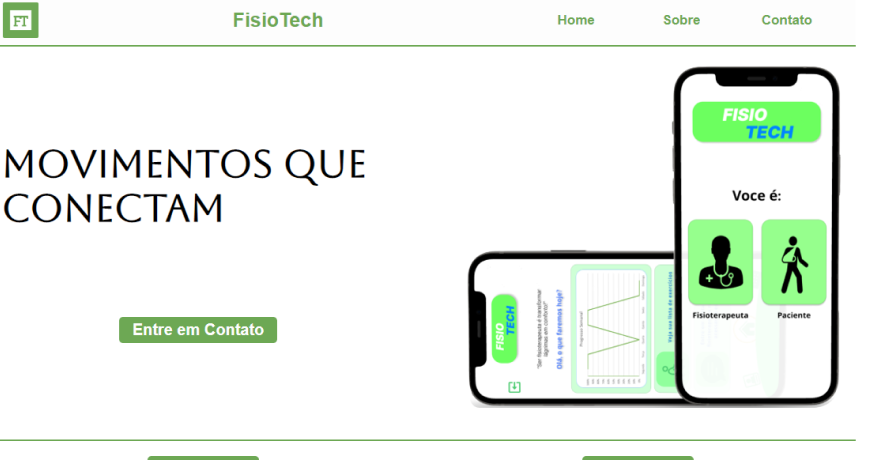 FT
FisioTech
Home
Sobre
Contato
MOVIMENTOS QUE
CONECTAM
Entre em Contato
FISIO
TECH
Voce é:
Fisioterapeuta
Paciente
FISIO
TECH
"Ser fisioterapeuta é transformar
lágrimas em conforto!"
Olá, o que faremos hoje?
Progresso Semanal
Veja sua lista de exercícios